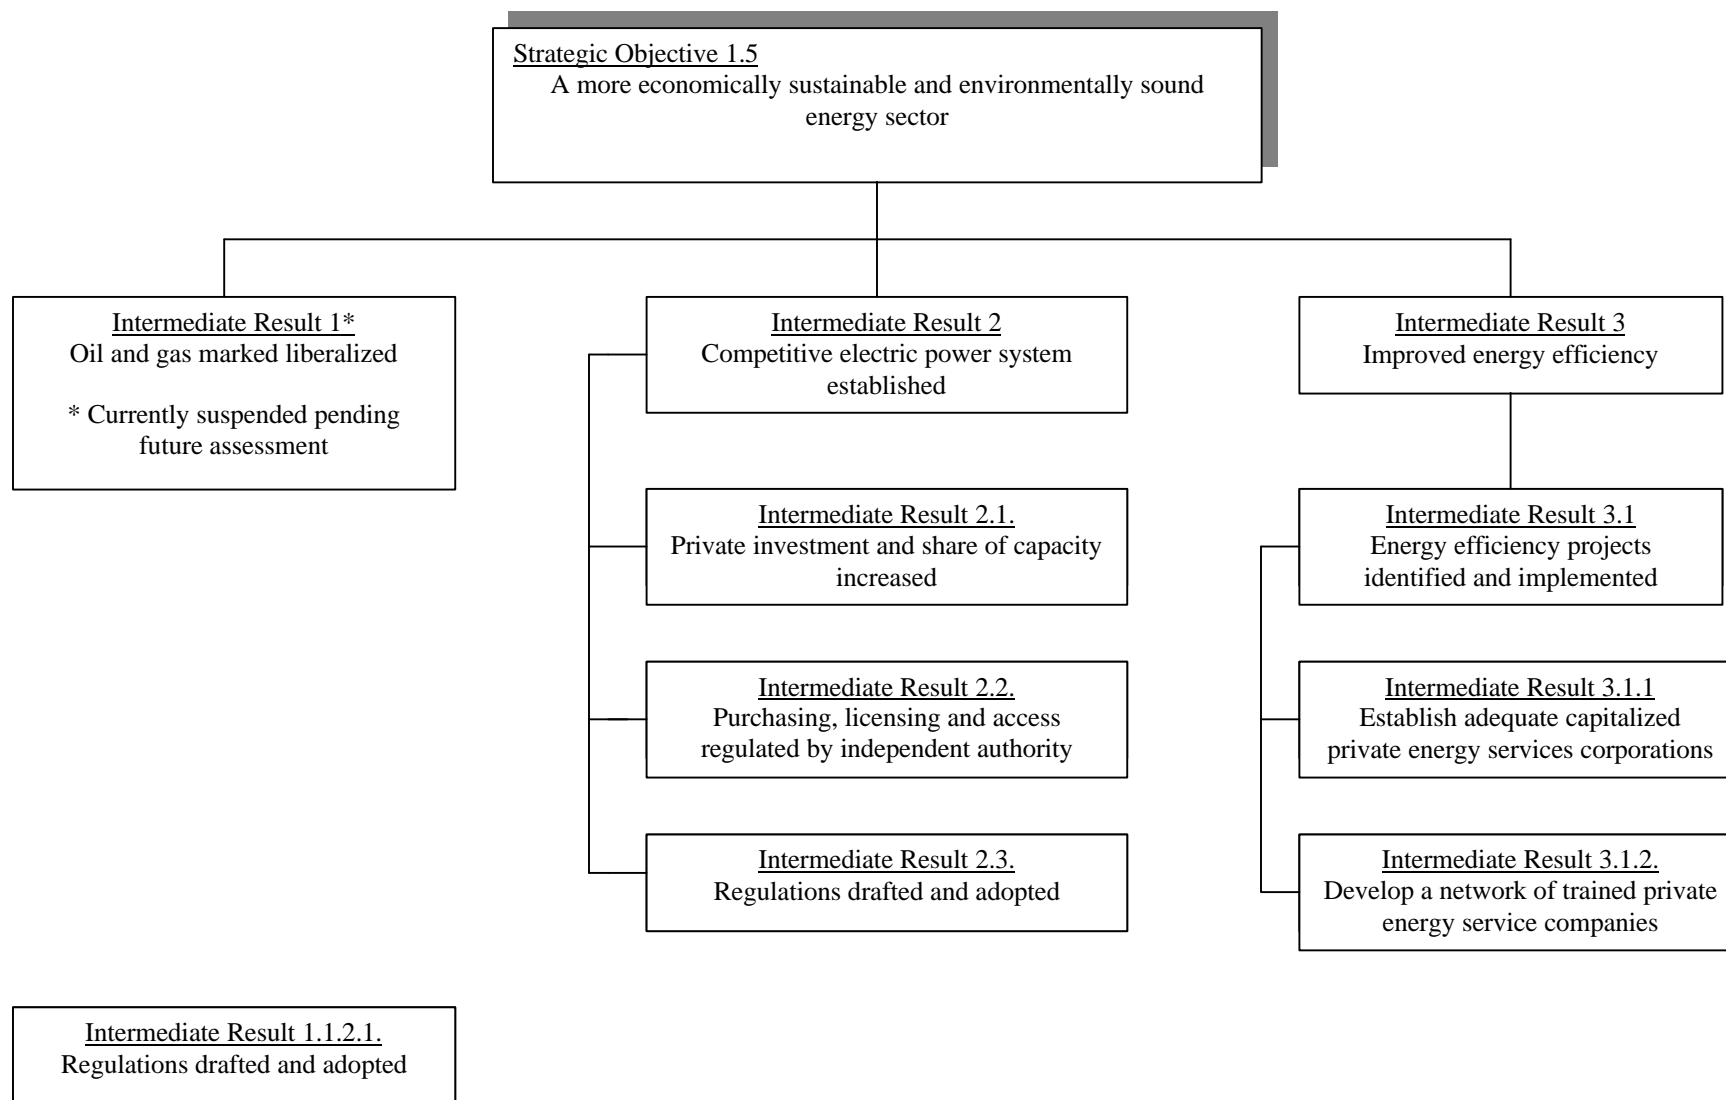 Strategic Objective 1.5
A more economically sustainable and environmentally sound
energy sector
Intermediate Result 1*
Oil and gas marked liberalized
* Currently suspended pending
future assessment
Intermediate Result 2
Competitive electric power system
established
Intermediate Result 3
Improved energy efficiency
Intermediate Result 2.1.
Private investment and share of capacity
increased
Intermediate Result 3.1
Energy efficiency projects
identified and implemented
Intermediate Result 2.2.
Purchasing, licensing and access
regulated by independent authority
Intermediate Result 3.1.1
Establish adequate capitalized
private energy services corporations
Intermediate Result 2.3.
Regulations drafted and adopted
Intermediate Result 3.1.2.
Develop a network of trained private
energy service companies
Intermediate Result 1.1.2.1.
Regulations drafted and adopted